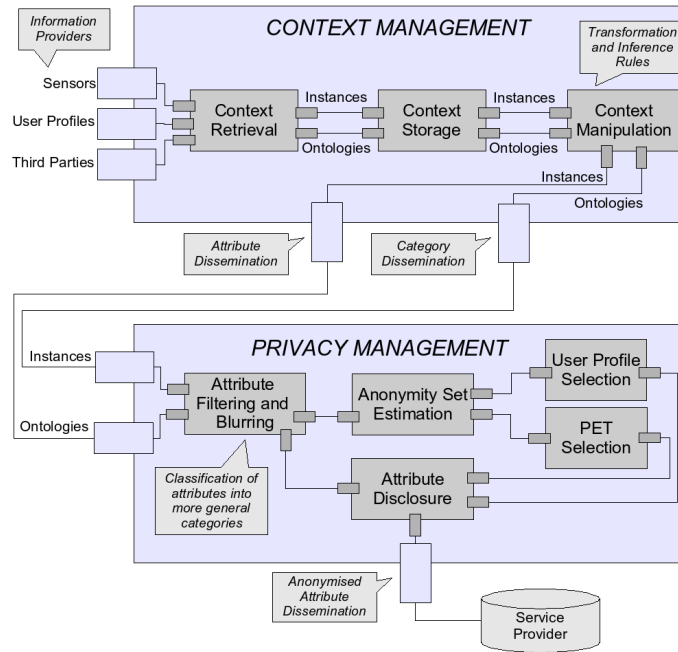 Information
Providers
CONTEXT MANAGEMENT
Transformation
and Inference
Rules
Sensors
User Profiles
Third Parties
Context
Retrieval
Instances
Ontologies
Context
Storage
Instances
Ontologies
Context
Manipulation
Instances
Ontologies
Attribute
Dissemination
Category
Dissemination
PRIVACY MANAGEMENT
Instances
Ontologies
Attribute
Filtering and
Blurring
Anonymity Set
Estimation
User Profile
Selection
PET
Selection
Classification of
attributes into
more general
categories
Attribute
Disclosure
Anonymised
Attribute
Dissemination
Service
Provider